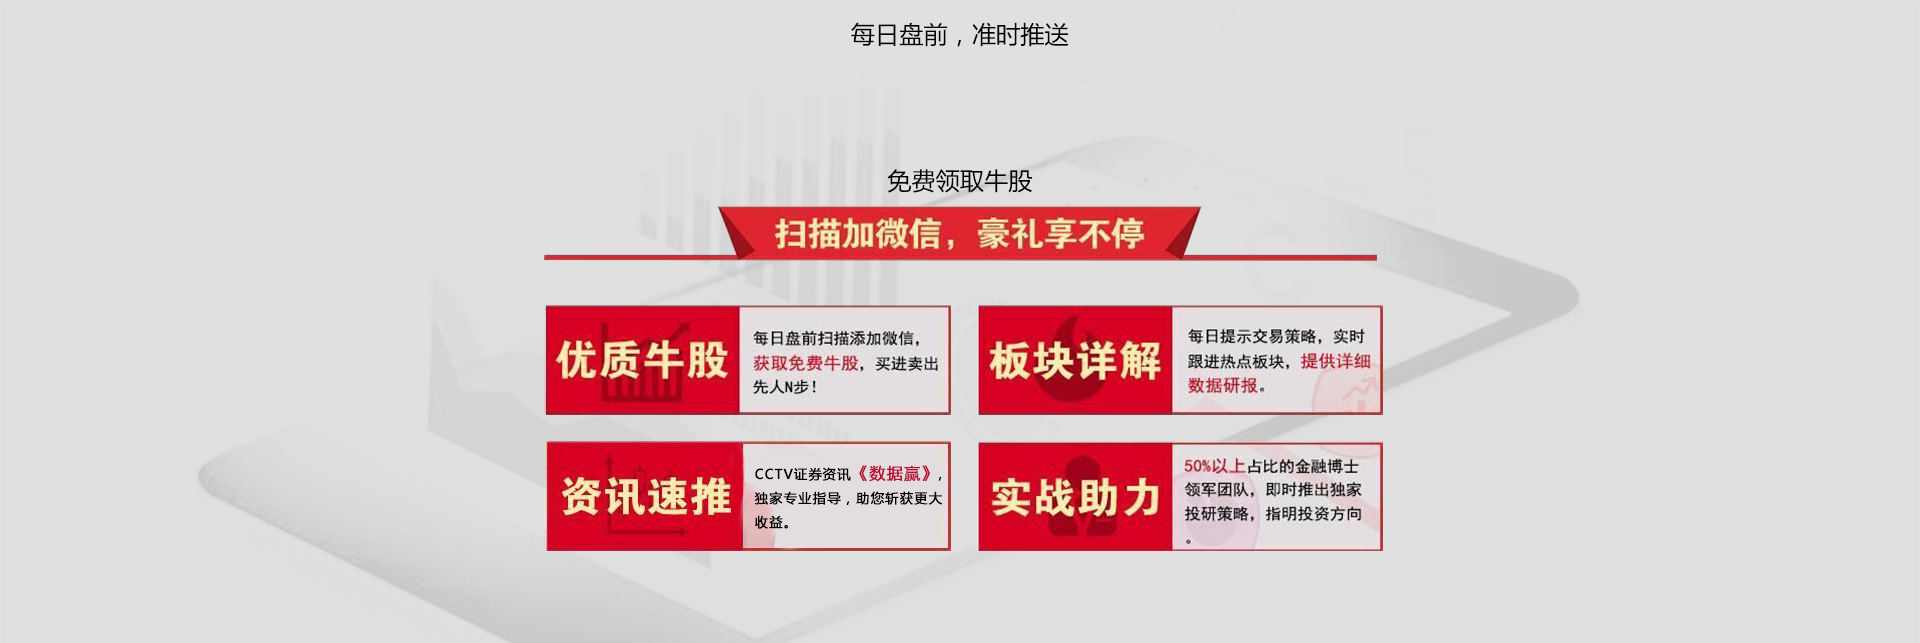 每日盘前，准时推送
免费领取牛股
扫描加微信，豪礼享不停
优质牛股
每日盘前扫描添加微信，
获取免费牛股，买进卖出
先人N步！
板块详解
每日提示交易策略，实时
跟进热点板块，提供详细
数据研报。
资讯速推
CCTV证券资讯《数据赢》，
独家专业指导，助您斩获更大
收益。
实战助力
50%以上占比的金融博士
领军团队，即时推出独家
投研策略，指明投资方向
。